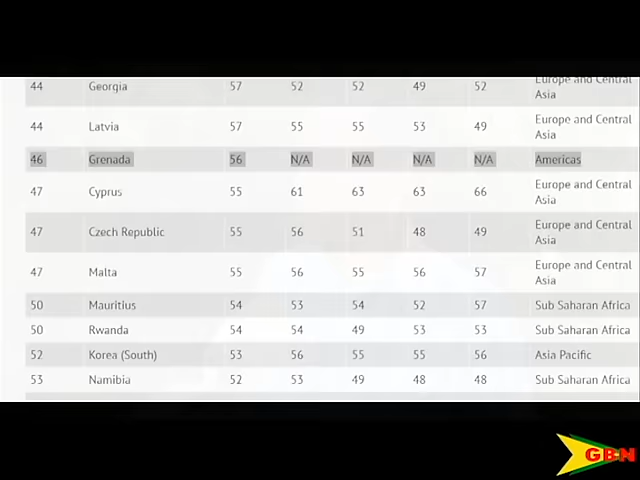 44 Georgia 57 52 52 49 52 Europe and Central
Asia
44 Latvia 57 55 55 53 49 Europe and Central
Asia
46 Grenada 56 N/A N/A N/A N/A Americas
47 Cyprus 55 61 63 63 66 Europe and Central
Asia
47 Czech Republic 55 56 51 48 49 Europe and Central
Asia
47 Malta 55 56 55 56 57 Europe and Central
Asia
50 Mauritius 54 53 54 52 57 Sub Saharan Africa
50 Rwanda 54 54 49 53 53 Sub Saharan Africa
52 Korea (South) 53 56 55 55 56 Asia Pacific
53 Namibia 52 53 49 48 48 Sub Saharan Africa
GBN